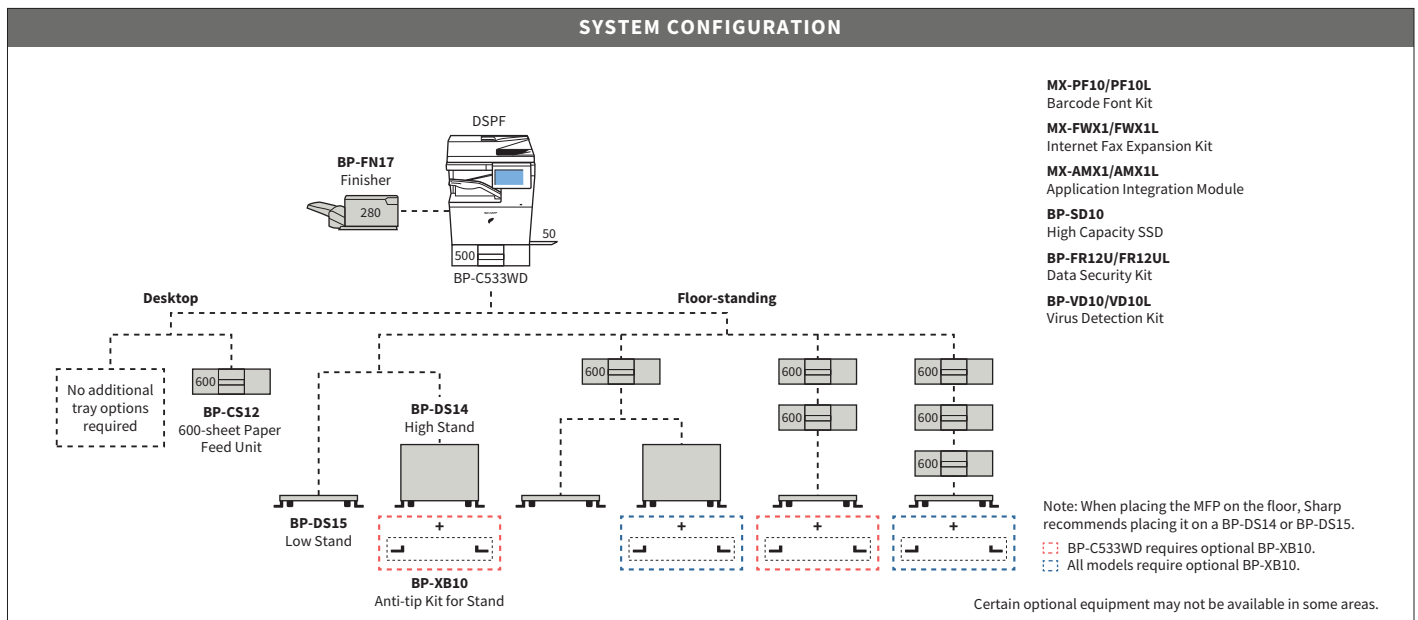 SYSTEM CONFIGURATION
DSPF
BP-FN17
Finisher
280
50
500
BP-C533WD
MX-PF10/PF10L
Barcode Font Kit
MX-FWX1/FWX1L
Internet Fax Expansion Kit
MX-AMX1/AMX1L
Application Integration Module
BP-SD10
High Capacity SSD
BP-FR12U/FR12UL
Data Security Kit
BP-VD10/VD10L
Virus Detection Kit
Desktop
Floor-standing
No additional
tray options
required
600
BP-CS12
600-sheet Paper
Feed Unit
BP-DS14
High Stand
BP-DS15
Low Stand
+
BP-XB10
Anti-tip Kit for Stand
600
+
600
600
+
600
600
600
+
Note: When placing the MFP on the floor, Sharp
recommends placing it on a BP-DS14 or BP-DS15.
BP-C533WD requires optional BP-XB10.
All models require optional BP-XB10.
Certain optional equipment may not be available in some areas.